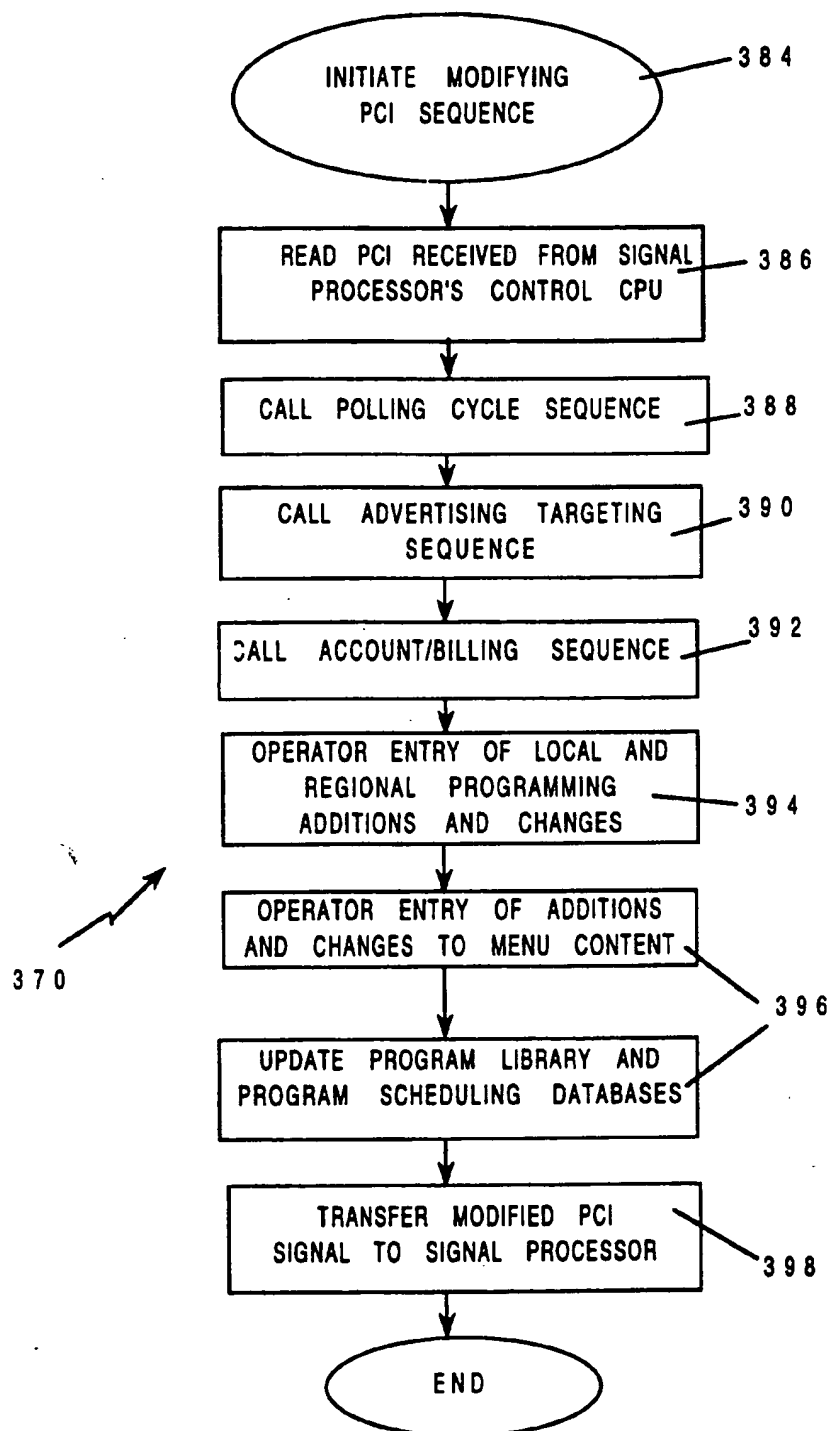 INITIATE MODIFYING
PCI SEQUENCE
384
READ PCI RECEIVED FROM SIGNAL
PROCESSOR'S CONTROL CPU
386
CALL POLLING CYCLE SEQUENCE
388
CALL ADVERTISING TARGETING
SEQUENCE
390
CALL ACCOUNT/BILLING SEQUENCE
392
OPERATOR ENTRY OF LOCAL AND
REGIONAL PROGRAMMING
ADDITIONS AND CHANGES
394
OPERATOR ENTRY OF ADDITIONS
AND CHANGES TO MENU CONTENT
370
396
UPDATE PROGRAM LIBRARY AND
PROGRAM SCHEDULING DATABASES
TRANSFER MODIFIED PCI
SIGNAL TO SIGNAL PROCESSOR
398
END